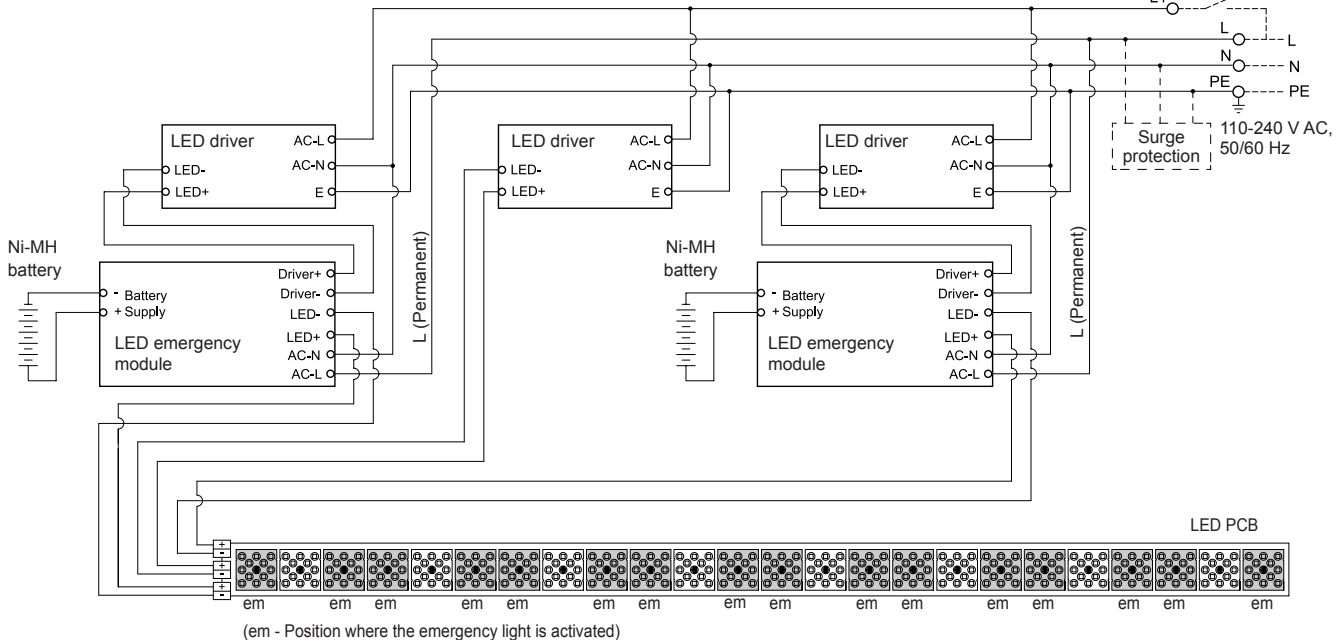 L
L
N
N
PE
PE
110-240 V AC,
50/60 Hz
Surge
protection
LED driver
AC-L
AC-N
E
LED-
LED+
LED driver
AC-L
AC-N
E
LED-
LED+
LED driver
AC-L
AC-N
E
LED-
LED+
Ni-MH
battery
- Battery
+ Supply
LED emergency
module
Driver+
Driver-
LED-
LED+
AC-N
AC-L
L (Permanent)
Ni-MH
battery
- Battery
+ Supply
LED emergency
module
Driver+
Driver-
LED-
LED+
AC-N
AC-L
L (Permanent)
LED PCB
+
-
+
-
+
-
em em em em em em em em em em em em em em em em
(em - Position where the emergency light is activated)